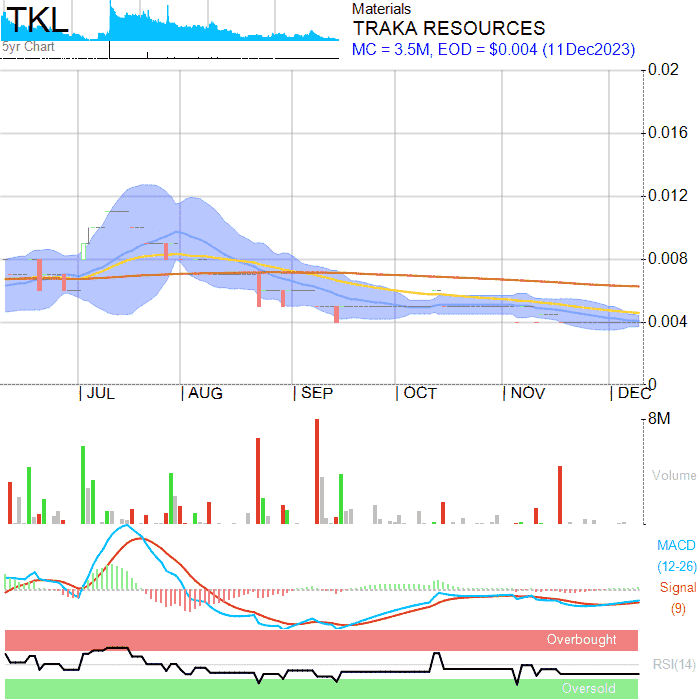 TKL
5yr Chart
Materials
TRAKA RESOURCES
MC = 3.5M, EOD = $0.004 (11Dec2023)
0.02
0.016
0.012
0.008
0.004
0
JUL AUG SEP OCT NOV DEC
8M
Volume
MACD
(12-26)
Signal
(9)
Overbought
RSI(14)
Oversold